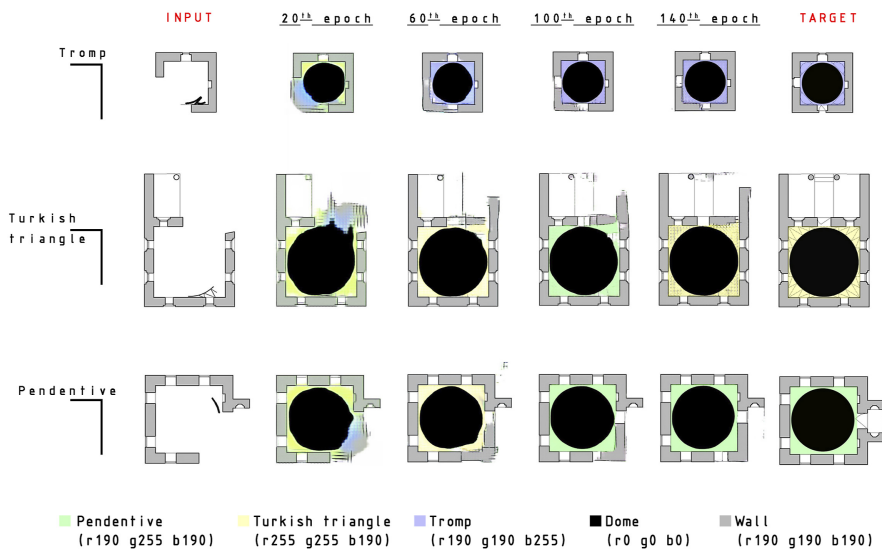 INPUT 20th epoch 60th epoch 100th epoch 140th epoch TARGET
Tromp
Turkish
triangle
Pendentive
Pendentive Turkish triangle Tromp Dome Wall
(r190 g255 b190) (r255 g255 b190) (r190 g190 b255) (r0 g0 b0) (r190 g190 b190)